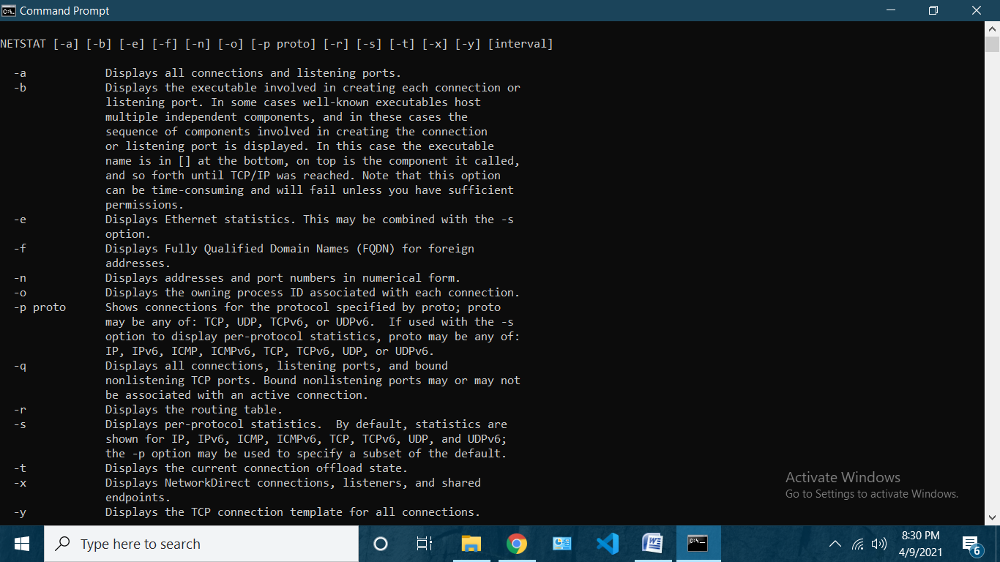 Command Prompt
NETSTAT [-a] [-b] [-e] [-f] [-n] [-o] [-p proto] [-r] [-s] [-t] [-x] [-y] [interval]
-a Displays all connections and listening ports.
-b Displays the executable involved in creating each connection or
listening port. In some cases well-known executables host
multiple independent components, and in these cases the
sequence of components involved in creating the connection
or listening port is displayed. In this case the executable
name is in [] at the bottom, on top is the component it called,
and so forth until TCP/IP was reached. Note that this option
can be time-consuming and will fail unless you have sufficient
permissions.
-e Displays Ethernet statistics. This may be combined with the -s
option.
-f Displays Fully Qualified Domain Names (FQDN) for foreign
addresses.
-n Displays addresses and port numbers in numerical form.
-o Displays the owning process ID associated with each connection.
-p proto Shows connections for the protocol specified by proto; proto
may be any of: TCP, UDP, TCPv6, or UDPv6.  If used with the -s
option to display per-protocol statistics, proto may be any of:
IP, IPv6, ICMP, ICMPv6, TCP, TCPv6, UDP, or UDPv6.
-q Displays all connections, listening ports, and bound
nonlistening TCP ports. Bound nonlistening ports may or may not
be associated with an active connection.
-r Displays the routing table.
-s Displays per-protocol statistics.  By default, statistics are
shown for IP, IPv6, ICMP, ICMPv6, TCP, TCPv6, UDP, and UDPv6;
the -p option may be used to specify a subset of the default.
-t Displays the current connection offload state.
-x Displays NetworkDirect connections, listeners, and shared
endpoints.
-y Displays the TCP connection template for all connections.
Activate Windows
Go to Settings to activate Windows.
Type here to search
8:30 PM
4/9/2021
6